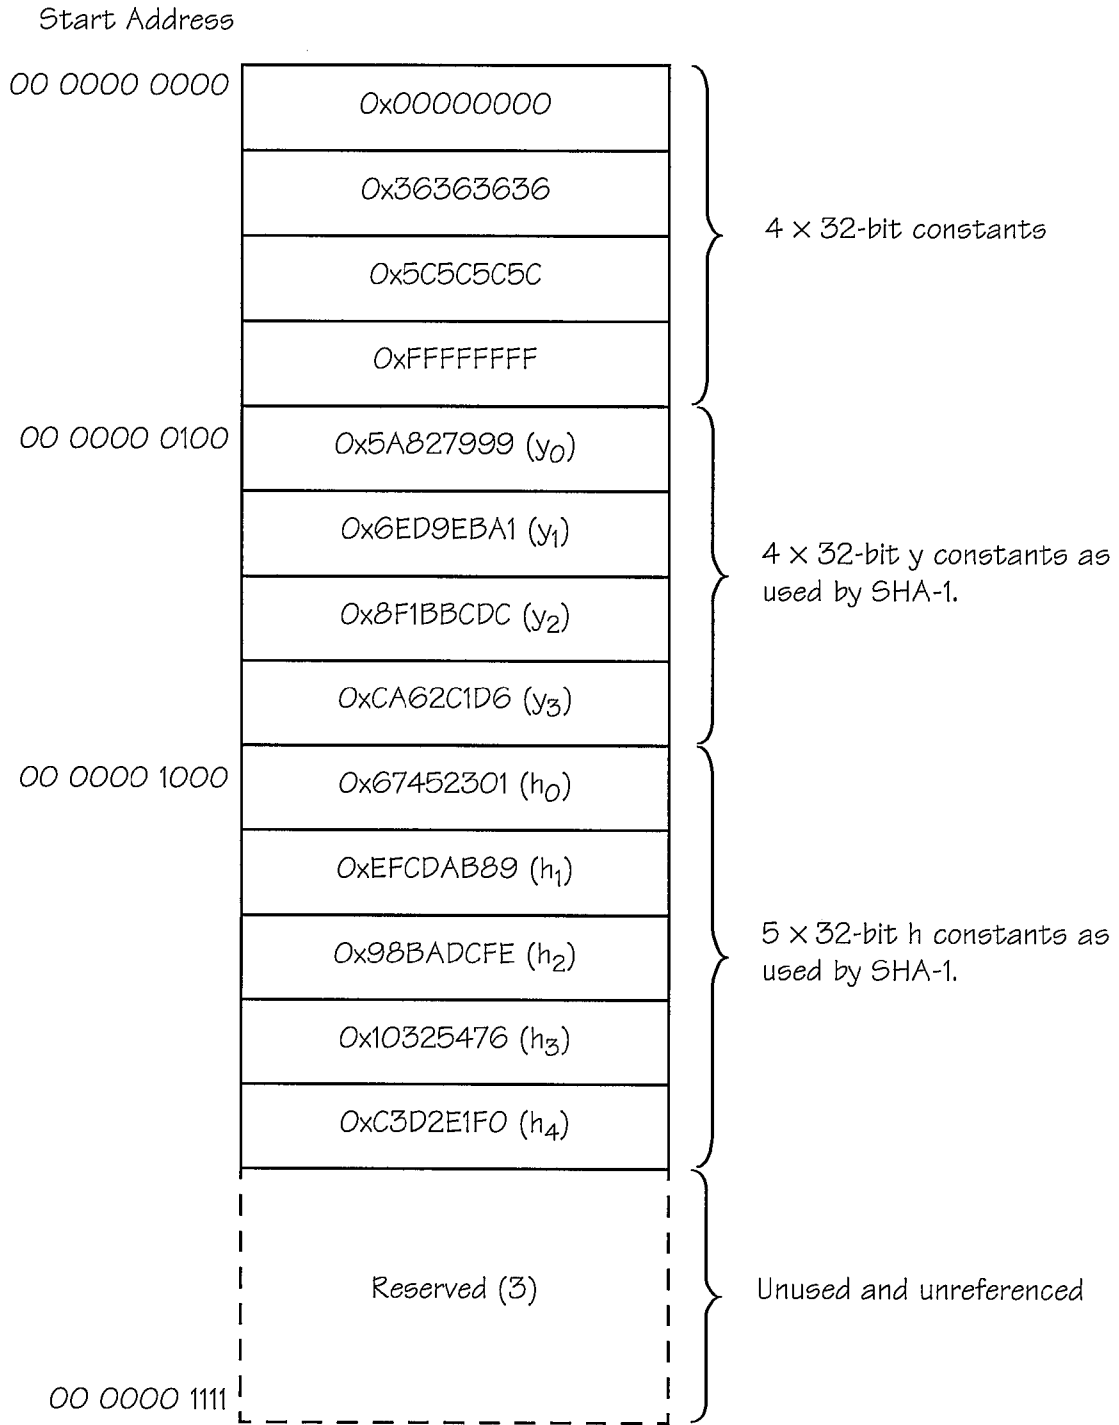 Start Address
00 0000 0000
0x00000000
0x36363636
4 × 32-bit constants
0x5C5C5C5C
0xFFFFFFFF
00 0000 0100
0x5A827999 (y0)
0x6ED9EBA1 (y1)
4 × 32-bit y constants as
used by SHA-1.
0x8F1BBCDC (y2)
0xCA62C1D6 (y3)
00 0000 1000
0x67452301 (h0)
0xEFCDAB89 (h1)
5 × 32-bit h constants as
used by SHA-1.
0x98BADCFE (h2)
0x10325476 (h3)
0xC3D2E1F0 (h4)
Reserved (3)
Unused and unreferenced
00 0000 1111